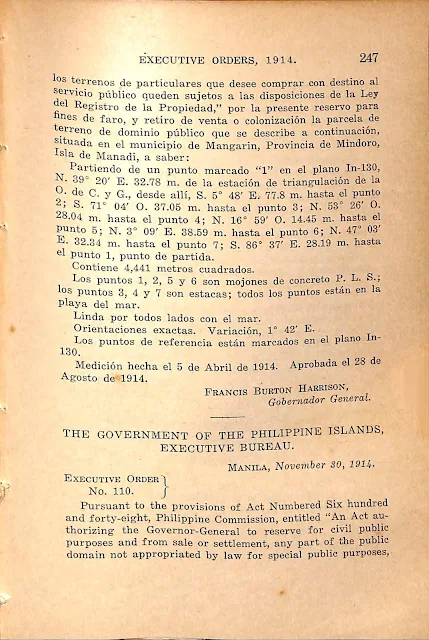 EXECUTIVE ORDERS, 1914. 247
los terrenos de particulares que desee comprar con destino al
servicio público queden sujetos a las disposiciones de la Ley
del Registro de la Propiedad," por la presente reservo para
fines de faro, y retiro de venta o colonización la parcela de
terreno de dominio público que se describe a continuación,
situada en el municipio de Mangarin, Provincia de Mindoro,
Isla de Manadi, a saber:
Partiendo de un punto marcado "1" en el plano In-130,
N. 39° 20' E. 32.78 m. de la estación de triangulación de la
O. de C. y G., desde allí, S. 5° 48' E. 77.8 m. hasta el punto
2; S. 71° 04' O. 37.05 m. hasta el punto 3; N. 53° 26' O.
28.04 m. hasta el punto 4; N. 16° 59' O. 14.45 m. hasta el
punto 5; N. 3° 09' E. 38.59 m. hasta el punto 6; N. 47° 03'
E. 32.34 m. hasta el punto 7; S. 86° 37' E. 28.19 m. hasta
el punto 1, punto de partida.
Contiene 4,441 metros cuadrados.
Los puntos 1, 2, 5 y 6 son mojones de concreto P. L. S.;
los puntos 3, 4 y 7 son estacas; todos los puntos están en la
playa del mar.
Linda por todos lados con el mar.
Orientaciones exactas. Variación, 1° 42' E.
Los puntos de referencia están marcados en el plano In-
130.
Medición hecha el 5 de Abril de 1914. Aprobada el 28 de
Agosto de 1914.
FRANCIS BURTON HARRISON,
Gobernador General.
THE GOVERNMENT OF THE PHILIPPINE ISLANDS,
EXECUTIVE BUREAU.
MANILA, November 30, 1914.
EXECUTIVE ORDER }
No. 110.
Pursuant to the provisions of Act Numbered Six hundred
and forty-eight, Philippine Commission, entitled "An Act au-
thorizing the Governor-General to reserve for civil public
purposes and from sale or settlement, any part of the public
domain not appropriated by law for special public purposes,